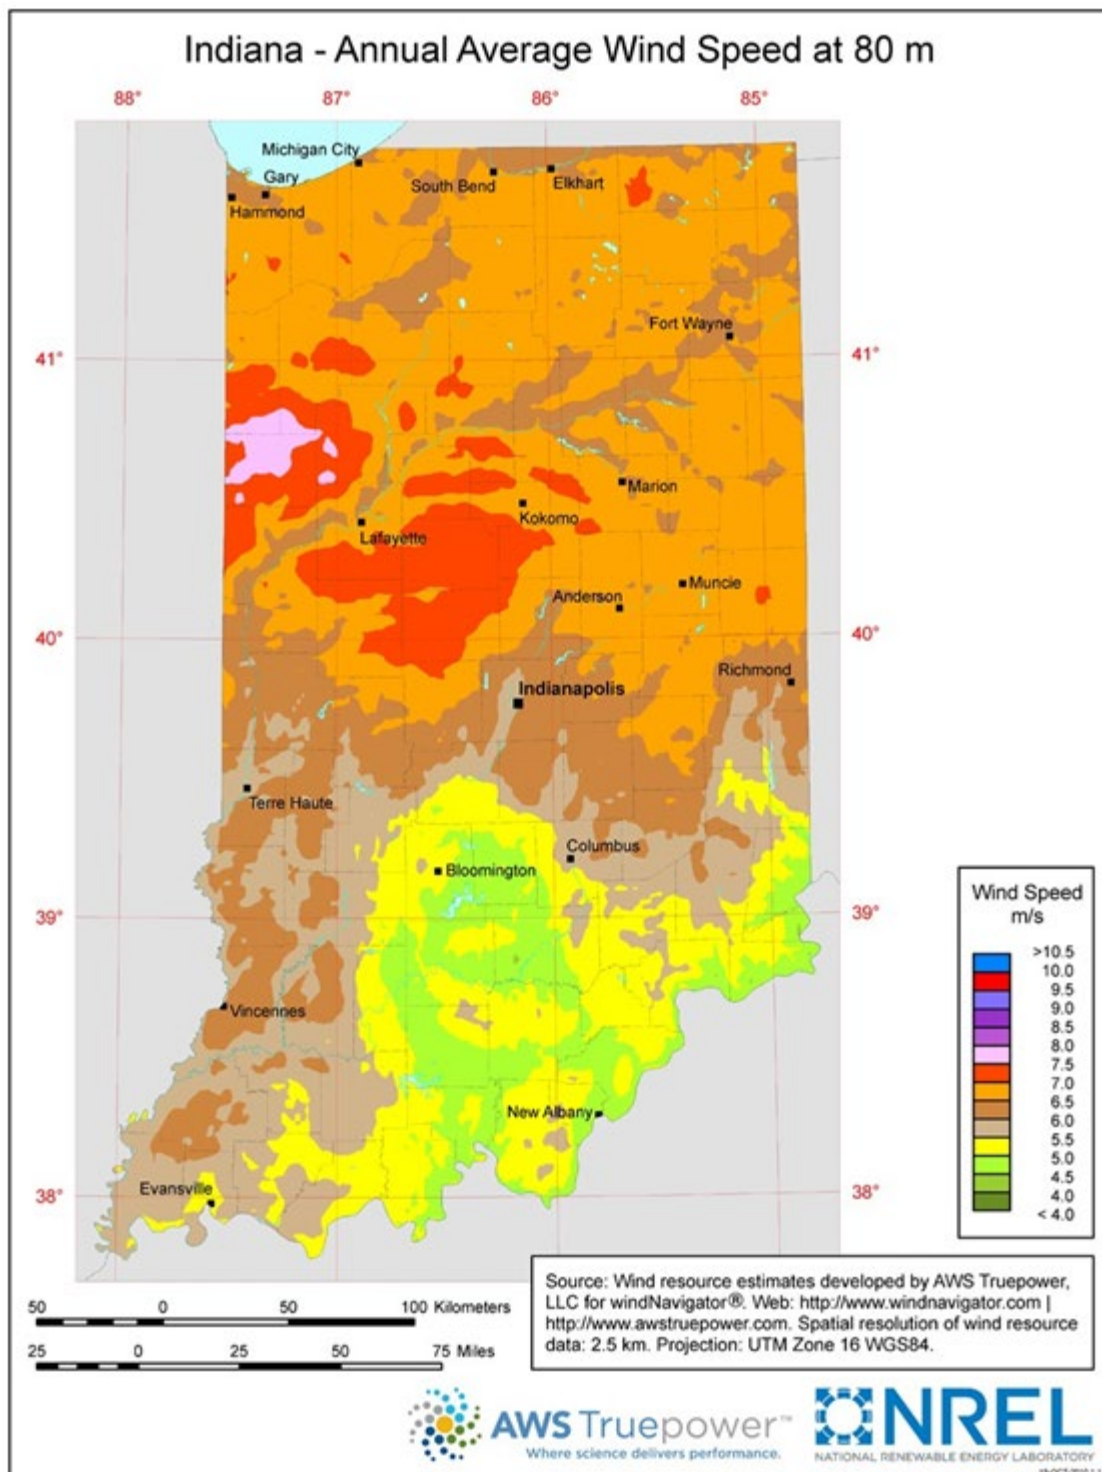 Indiana - Annual Average Wind Speed at 80 m
88° 87° 86° 85°
Michigan City
Gary
Hammond
South Bend
Elkhart
Fort Wayne
41° 41°
Marion
Kokomo
Lafayette
Muncie
Anderson
40° 40°
Richmond
Indianapolis
Terre Haute
Columbus
Bloomington
39° 39°
Vincennes
New Albany
Evansville
38° 38°
Wind Speed
m/s
>10.5
10.0
9.5
9.0
8.5
8.0
7.5
7.0
6.5
6.0
5.5
5.0
4.5
4.0
< 4.0
50 0 50 100 Kilometers
25 0 25 50 75 Miles
Source: Wind resource estimates developed by AWS Truepower,
LLC for windNavigator®. Web: http://www.windnavigator.com |
http://www.awstruepower.com. Spatial resolution of wind resource
data: 2.5 km. Projection: UTM Zone 16 WGS84.
AWS Truepower™
Where science delivers performance.
NREL
NATIONAL RENEWABLE ENERGY LABORATORY